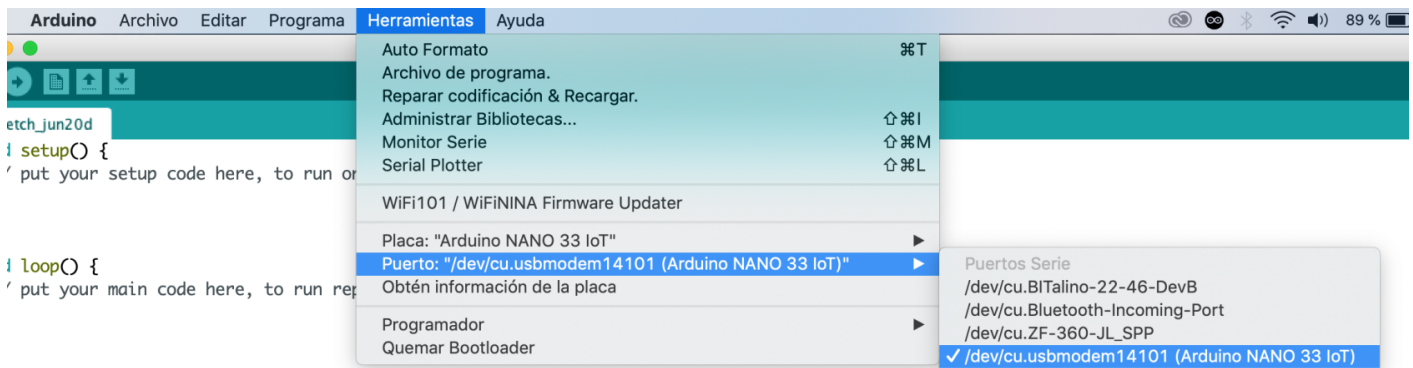 Arduino Archivo Editar Programa Herramientas Ayuda 89 %
Auto Formato ⌘T
Archivo de programa.
Reparar codificación & Recargar.
Administrar Bibliotecas... ⇧⌘I
Monitor Serie ⇧⌘M
Serial Plotter ⇧⌘L
WiFi101 / WiFiNINA Firmware Updater
Placa: "Arduino NANO 33 IoT"
Puerto: "/dev/cu.usbmodem14101 (Arduino NANO 33 IoT)"
Obtén información de la placa
Programador
Quemar Bootloader
Puertos Serie
/dev/cu.BITalino-22-46-DevB
/dev/cu.Bluetooth-Incoming-Port
/dev/cu.ZF-360-JL_SPP
✓ /dev/cu.usbmodem14101 (Arduino NANO 33 IoT)
etch_jun20d
setup() {
put your setup code here, to run
loop() {
put your main code here, to run